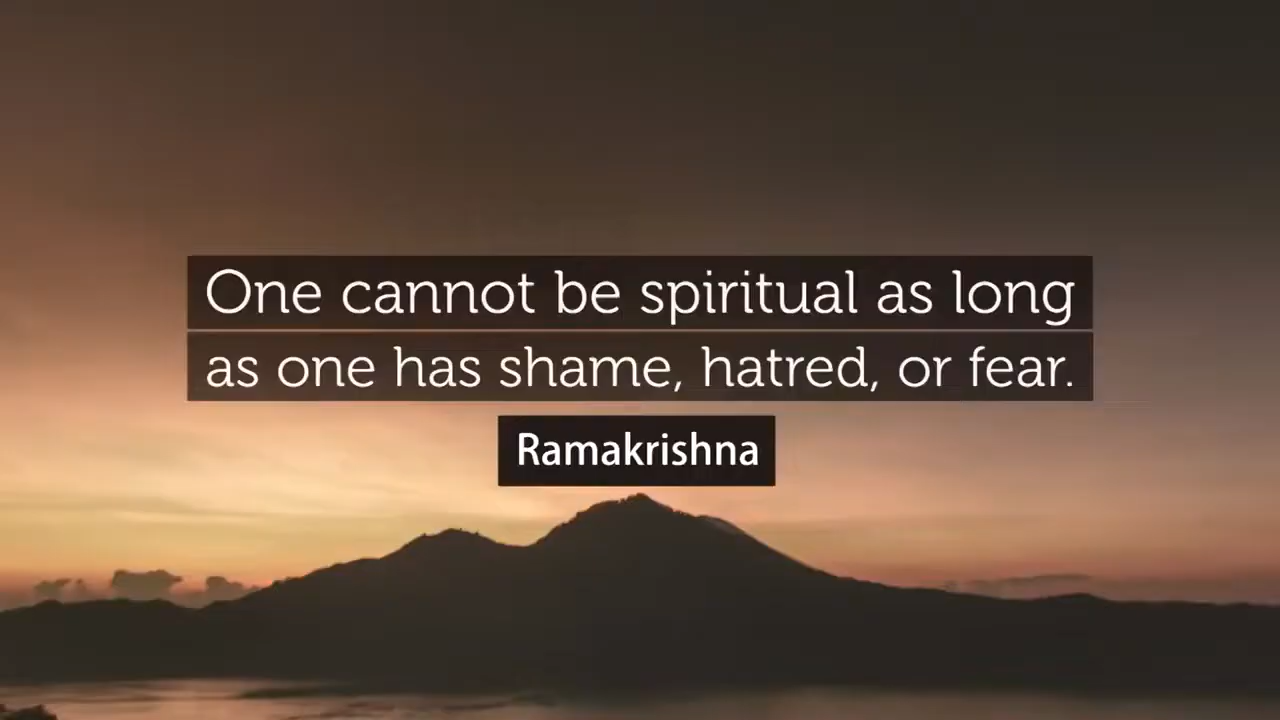 One cannot be spiritual as long
as one has shame, hatred, or fear.
Ramakrishna